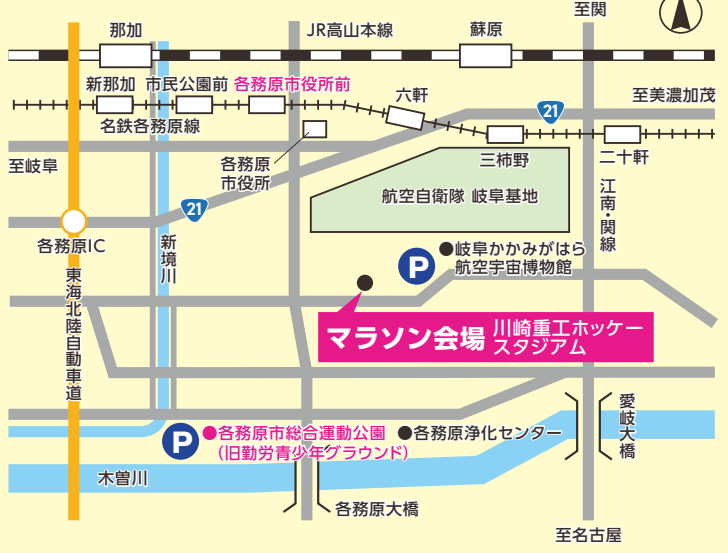 至関
那加
JR高山本線
蘇原
新那加
市民公園前
各務原市役所前
六軒
至美濃加茂
21
名鉄各務原線
三柿野
二十軒
至岐阜
各務原
市役所
航空自衛隊 岐阜基地
江南・関線
21
各務原IC
新境川
P
●岐阜かかみがはら
航空宇宙博物館
東海北陸自動車道
マラソン会場
川崎重工ホッケー
スタジアム
愛岐大橋
P
●各務原市総合運動公園
(旧勤労青少年グラウンド)
●各務原浄化センター
木曽川
各務原大橋
至名古屋